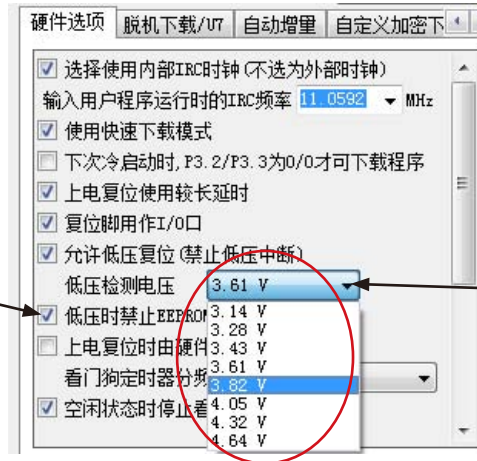 硬件选项 脱机下载/U7 自动增量 自定义加密下
选择使用内部IRC时钟(不选为外部时钟)
输入用户程序运行时的IRC频率 11.0592 MHz
使用快速下载模式
下次冷启动时,P3.2/P3.3为0/0才可下载程序
上电复位使用较长延时
复位脚用作I/O口
允许低压复位(禁止低压中断)
低压检测电压 3.61 V
低压时禁止EEPRO
3.14 V
3.28 V
上电复位时由硬件
3.43 V
3.61 V
看门狗定时器分频
3.82 V
4.05 V
空闲状态时停止看
4.32 V
4.64 V